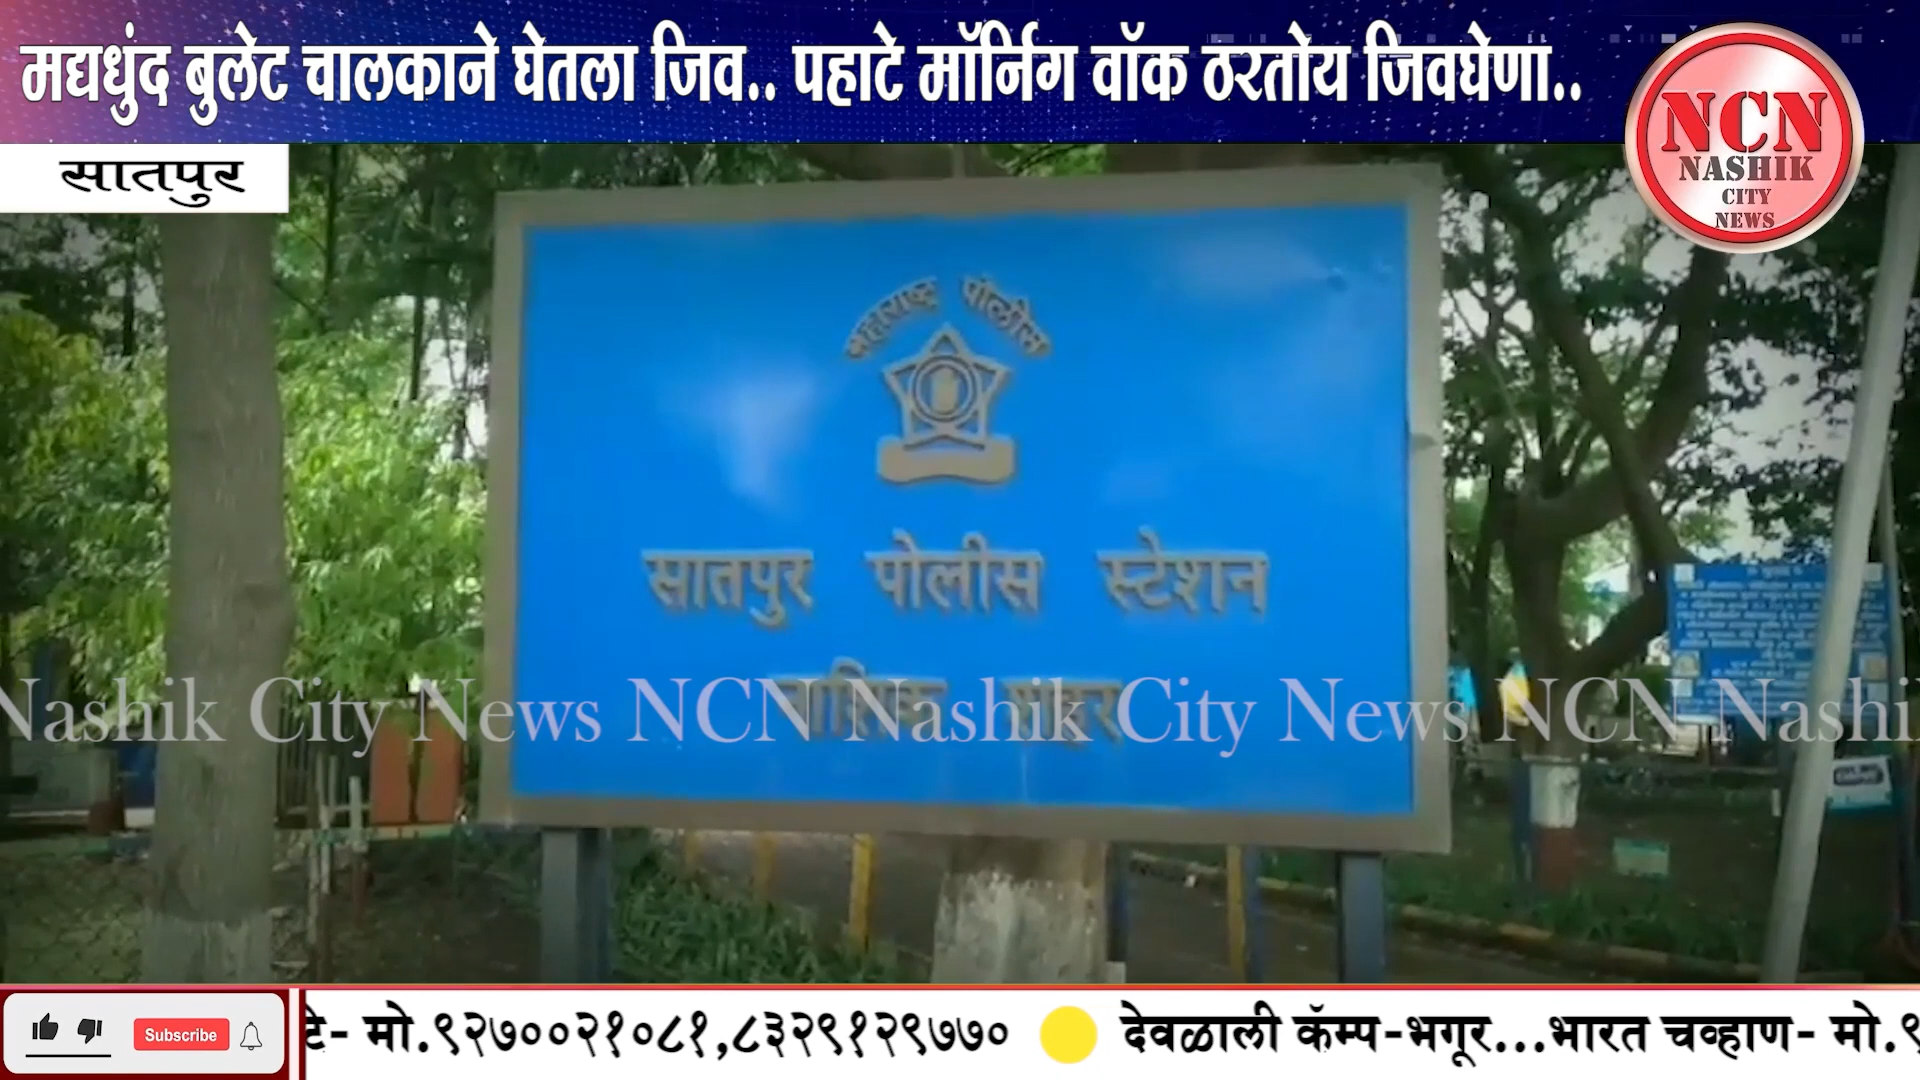 मद्यधुंद बुलेट चालकाने घेतला जिव.. पहाटे मॉर्निग वॉक ठरतोय जिवघेणा..
NCN
NASHIK
CITY
NEWS
सातपुर
महाराष्ट्र पोलीस
सातपुर पोलीस स्टेशन
नाशिक शहर
Nashik City News NCN Nashik City News NCN Nashi
Subscribe
टे- मो.९२७००२१०८१,८३२९१२९७७० देवळाली कॅम्प-भगूर...भारत चव्हाण- मो.९